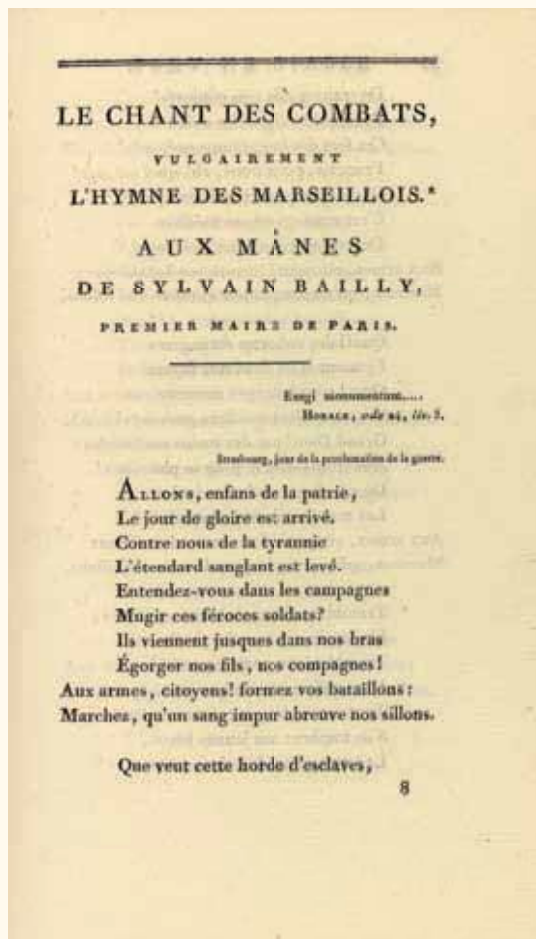 LE CHANT DES COMBATS,
VULGAIREMENT
L'HYMNE DES MARSEILLOIS.*
AUX MÀNES
DE SYLVAIN BAILLY,
PREMIER MAIRE DE PARIS.
Exegi monumentum.....
HORACE, ode 24, liv. 3.
Strasbourg, jour de la proclamation de la guerre.
ALLONS, enfans de la patrie,
Le jour de gloire est arrivé.
Contre nous de la tyrannie
L'étendard sanglant est levé.
Entendez-vous dans les campagnes
Mugir ces féroces soldats?
Ils viennent jusques dans nos bras
Égorger nos fils, nos compagnes!
Aux armes, citoyens! formez vos bataillons:
Marchez, qu'un sang impur abreuve nos sillons.
Que veut cette horde d'esclaves,
8